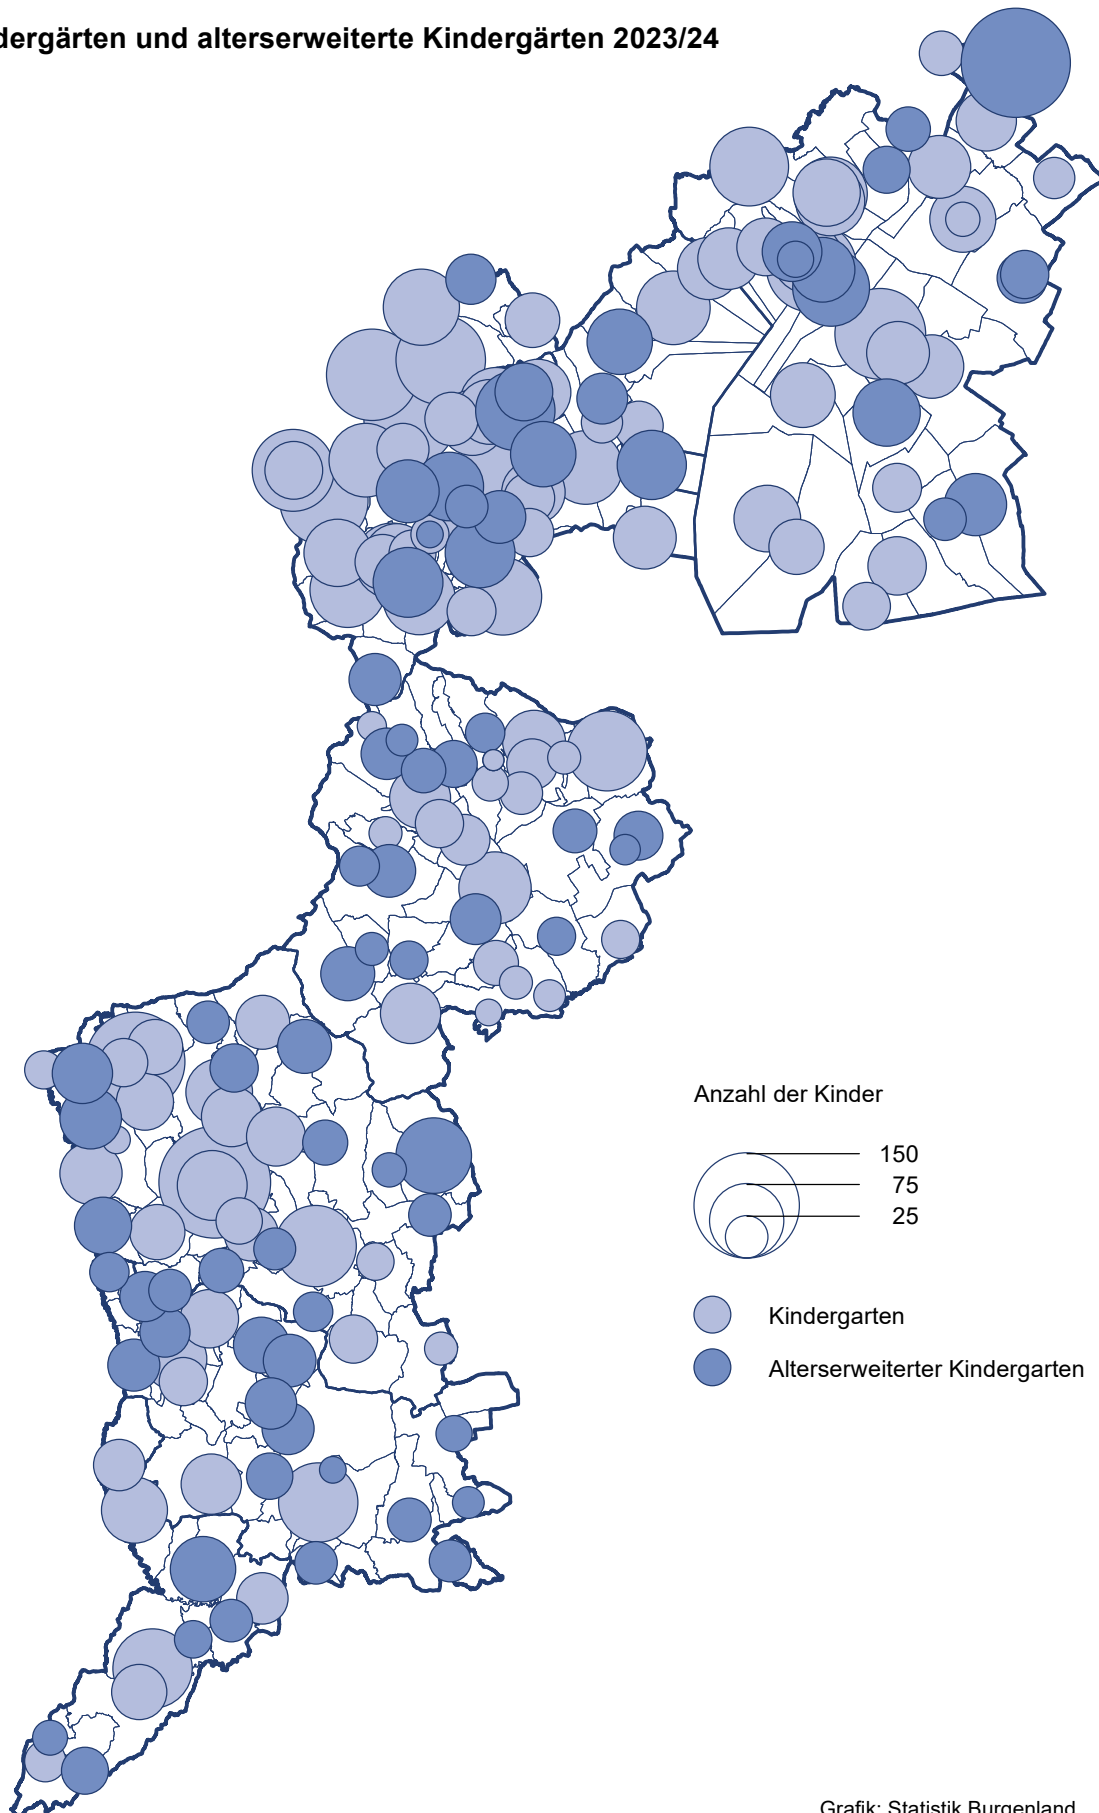 dergärten und alterserweiterte Kindergärten 2023/24
Anzahl der Kinder
150
75
25
Kindergarten
Alterserweiterter Kindergarten
Grafik: Statistik Burgenland